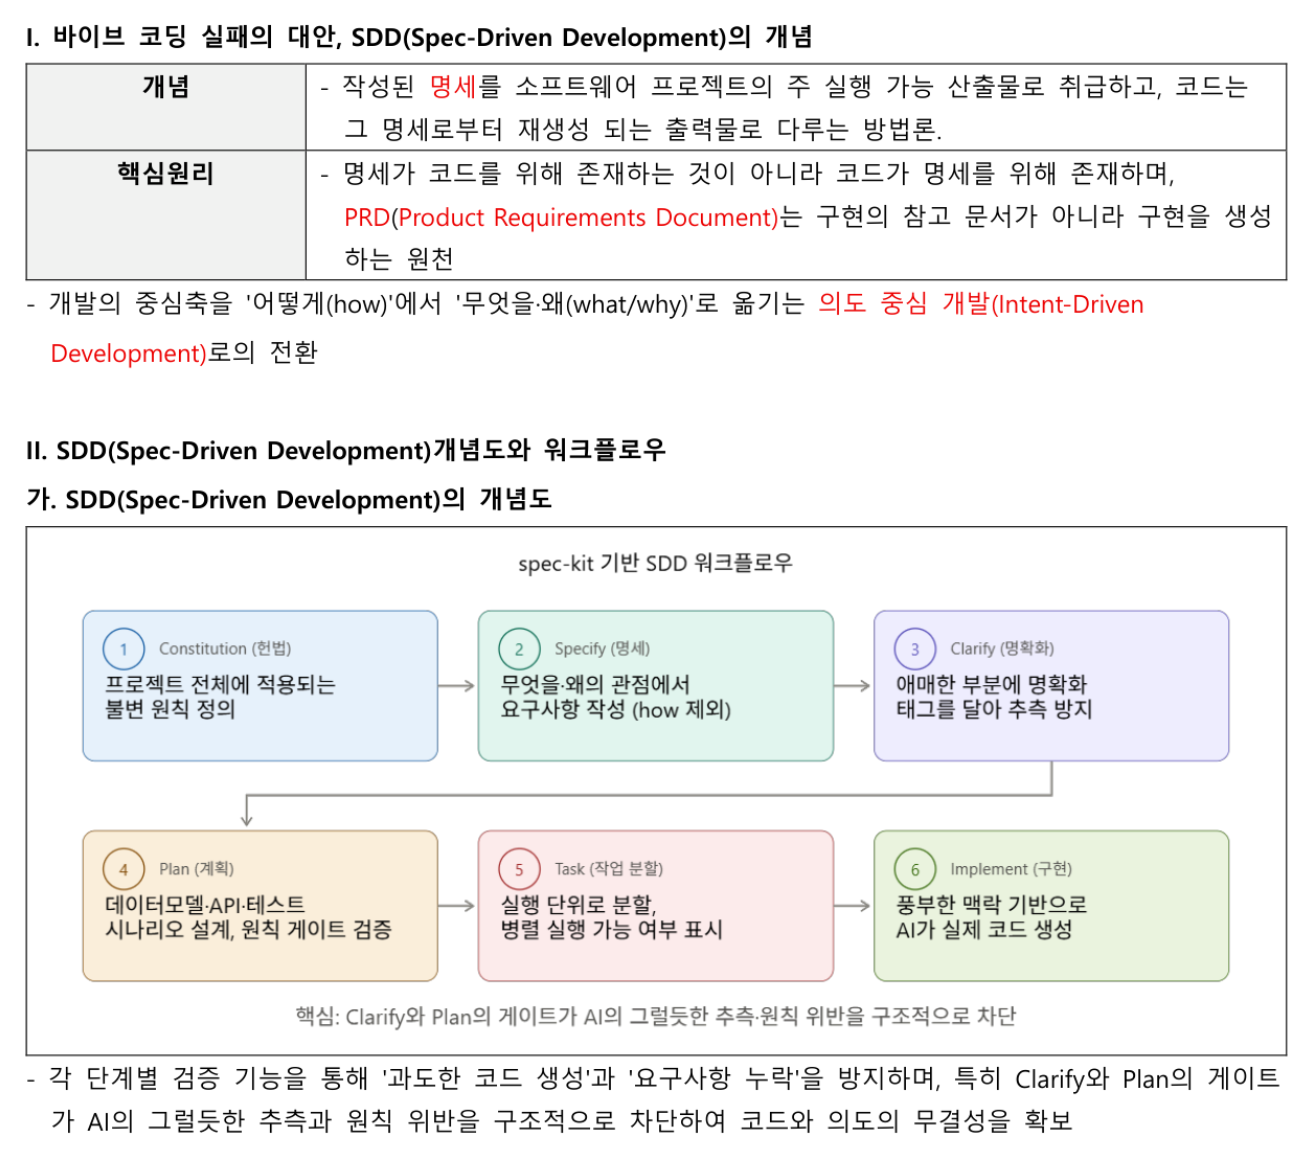 I. 바이브 코딩 실패의 대안, SDD(Spec-Driven Development)의 개념
개념
- 작성된 명세를 소프트웨어 프로젝트의 주 실행 가능 산출물로 취급하고, 코드는
그 명세로부터 재생성 되는 출력물로 다루는 방법론.
핵심원리
- 명세가 코드를 위해 존재하는 것이 아니라 코드가 명세를 위해 존재하며,
PRD(Product Requirements Document)는 구현의 참고 문서가 아니라 구현을 생성
하는 원천
- 개발의 중심축을 '어떻게(how)'에서 '무엇을·왜(what/why)'로 옮기는 의도 중심 개발(Intent-Driven
Development)로의 전환
II. SDD(Spec-Driven Development)개념도와 워크플로우
가. SDD(Spec-Driven Development)의 개념도
spec-kit 기반 SDD 워크플로우
1 Constitution (헌법)
프로젝트 전체에 적용되는
불변 원칙 정의
2 Specify (명세)
무엇을·왜의 관점에서
요구사항 작성 (how 제외)
3 Clarify (명확화)
애매한 부분에 명확화
태그를 달아 추측 방지
4 Plan (계획)
데이터모델·API·테스트
시나리오 설계, 원칙 게이트 검증
5 Task (작업 분할)
실행 단위로 분할,
병렬 실행 가능 여부 표시
6 Implement (구현)
풍부한 맥락 기반으로
AI가 실제 코드 생성
핵심: Clarify와 Plan의 게이트가 AI의 그럴듯한 추측·원칙 위반을 구조적으로 차단
- 각 단계별 검증 기능을 통해 '과도한 코드 생성'과 '요구사항 누락'을 방지하며, 특히 Clarify와 Plan의 게이트
가 AI의 그럴듯한 추측과 원칙 위반을 구조적으로 차단하여 코드와 의도의 무결성을 확보